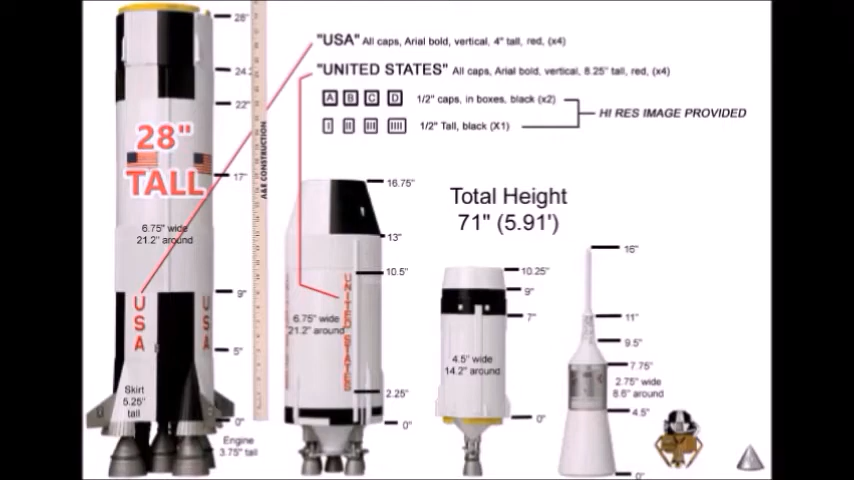 "USA" All caps, Arial bold, vertical, 4" tall, red, (x4)
"UNITED STATES" All caps, Arial bold, vertical, 8.25" tall, red, (x4)
A B C D 1/2" caps, in boxes, black (x2)
I II III IIII 1/2" Tall, black (X1)
HI RES IMAGE PROVIDED
28"
24.
22"
17"
9"
5"
0"
28"
TALL
6.75" wide
21.2" around
USA
USA
Skirt
5.25"
tall
Engine
3.75" tall
A&E CONSTRUCTION
16.75"
13"
10.5"
2.25"
0"
6.75" wide
21.2" around
UNITED STATES
Total Height
71" (5.91')
10.25"
9"
7"
0"
4.5" wide
14.2" around
16"
11"
9.5"
7.75"
2.75" wide
8.6" around
4.5"
0"